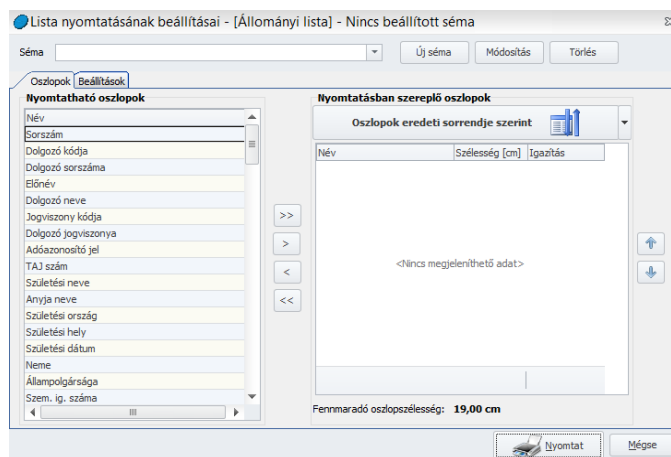 Lista nyomtatásának beállításai - [Állományi lista] - Nincs beállított séma
Séma
Új séma
Módosítás
Törlés
Oszlopok
Beállítások
Nyomtatható oszlopok
Név
Sorszám
Dolgozó kódja
Dolgozó sorszáma
Előnév
Dolgozó neve
Jogviszony kódja
Dolgozó jogviszonya
Adóazonosító jel
TAJ szám
Születési neve
Anyja neve
Születési ország
Születési hely
Születési dátum
Neme
Állampolgársága
Szem. ig. száma
>>
>
<
<<
Nyomtatásban szereplő oszlopok
Oszlopok eredeti sorrendje szerint
Név Szélesség [cm] Igazítás
<Nincs megjeleníthető adat>
Fennmaradó oszlopszélesség: 19,00 cm
Nyomtat
Mégse